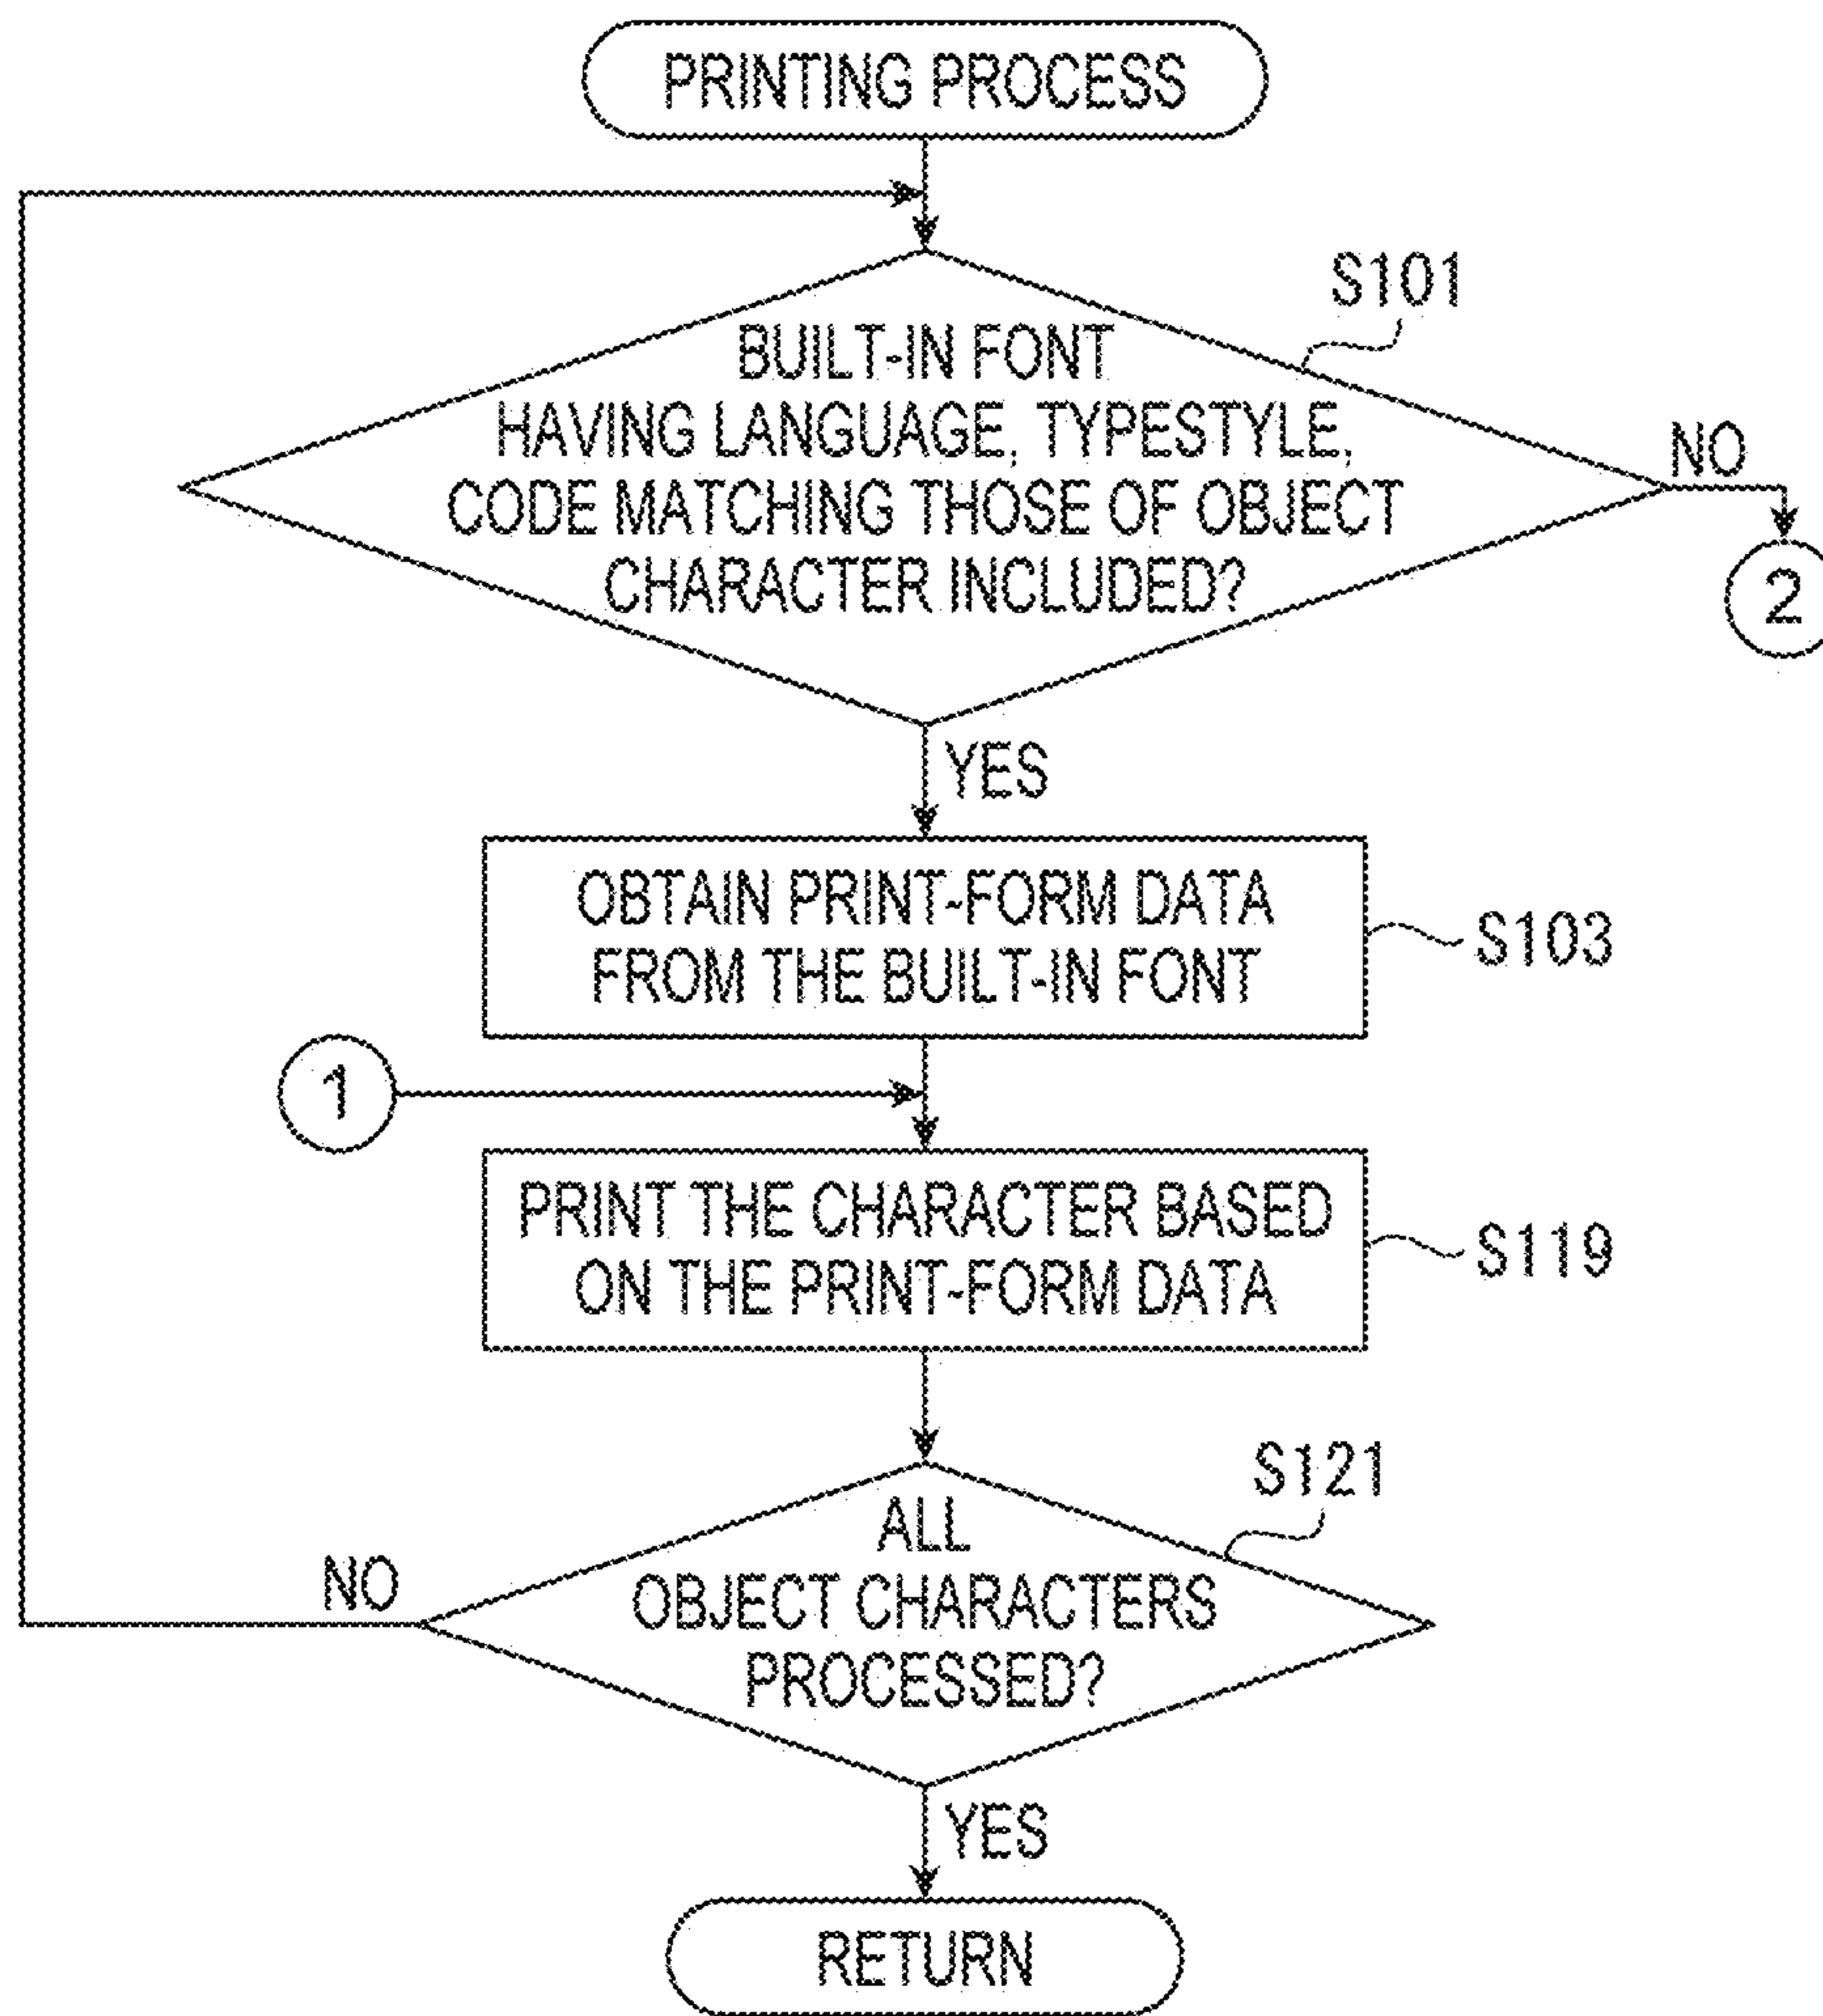 PRINTING PROCESS
S101
BUILT-IN FONT
HAVING LANGUAGE, TYPESTYLE,
CODE MATCHING THOSE OF OBJECT
CHARACTER INCLUDED?
NO
2
YES
OBTAIN PRINT-FORM DATA
FROM THE BUILT-IN FONT
S103
1
PRINT THE CHARACTER BASED
ON THE PRINT-FORM DATA
S119
S121
ALL
OBJECT CHARACTERS
PROCESSED?
NO
YES
RETURN